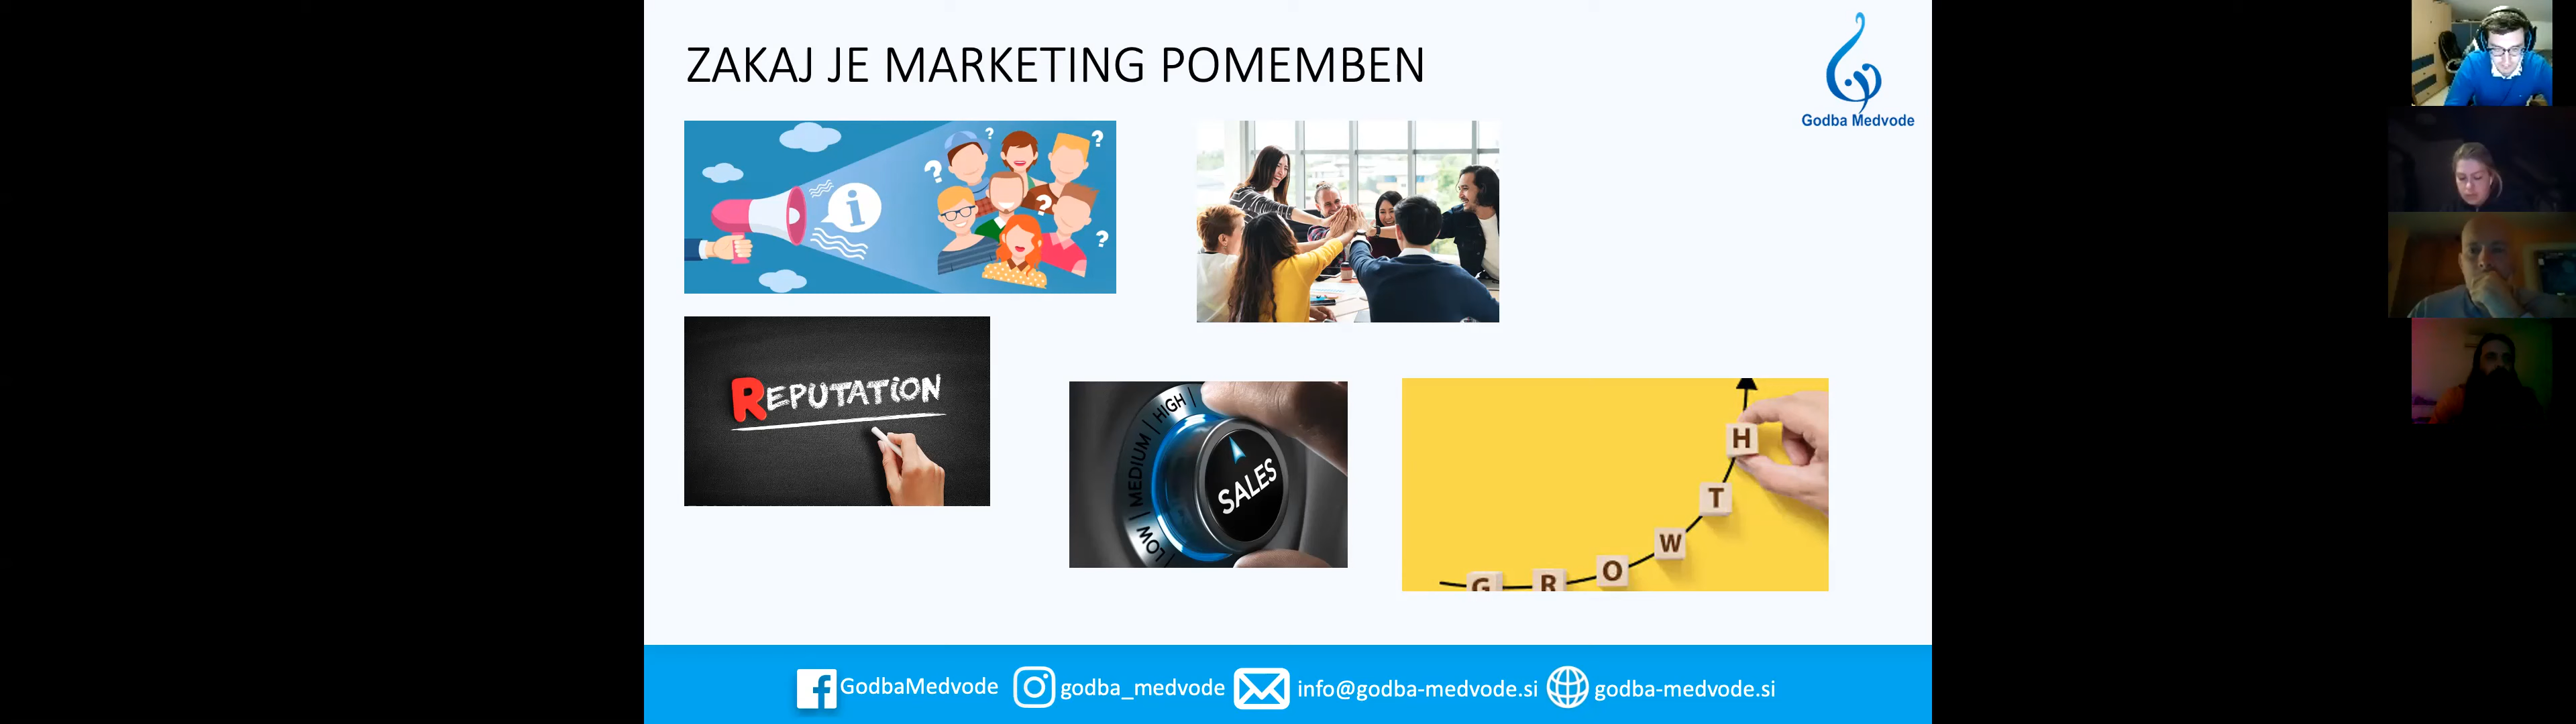 ZAKAJ JE MARKETING POMEMBEN
Godba Medvode
i
? ? ? ? ?
REPUTATION
LOW | MEDIUM | HIGH |
SALES
GROWTH
GodbaMedvode
godba_medvode
info@godba-medvode.si
godba-medvode.si